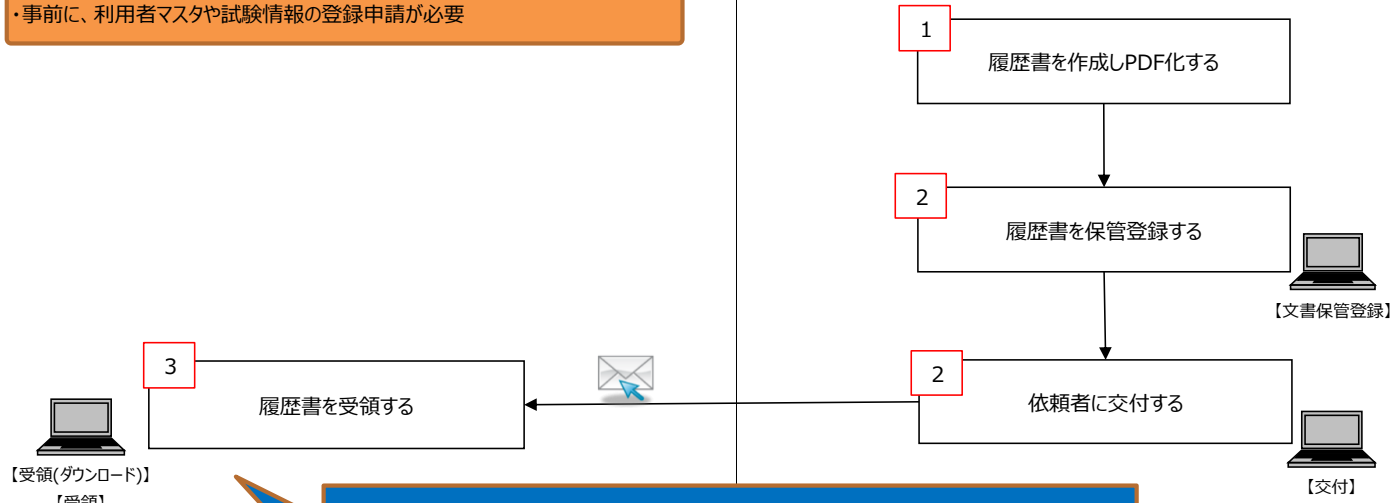 ・事前に、利用者マスタや試験情報の登録申請が必要
1
履歴書を作成しPDF化する
2
履歴書を保管登録する
【文書保管登録】
3
履歴書を受領する
2
依頼者に交付する
【受領(ダウンロード)】
【受領】
【交付】